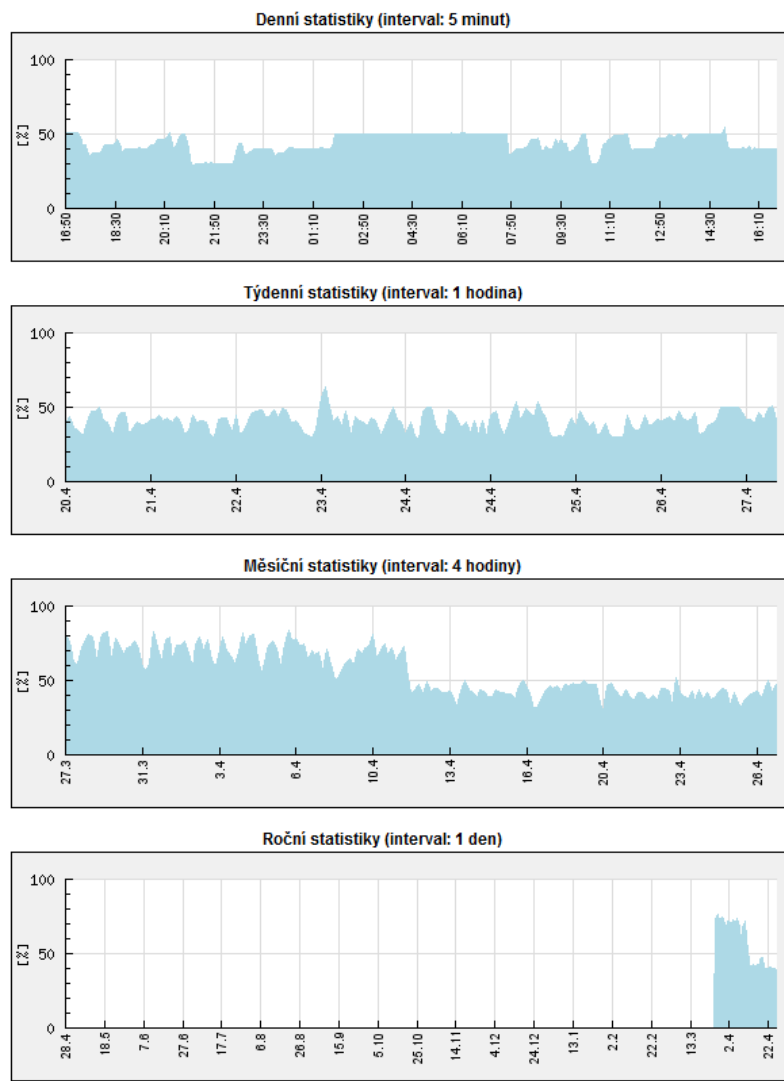 Denní statistiky (interval: 5 minut)
100
50
0
[%]
16:50 18:30 20:10 21:50 23:30 01:10 02:50 04:30 06:10 07:50 09:30 11:10 12:50 14:30 16:10
Týdenní statistiky (interval: 1 hodina)
100
50
0
[%]
20.4 21.4 22.4 23.4 24.4 24.4 25.4 26.4 27.4
Měsíční statistiky (interval: 4 hodiny)
100
50
0
[%]
27.3 31.3 3.4 6.4 10.4 13.4 16.4 20.4 23.4 26.4
Roční statistiky (interval: 1 den)
100
50
0
[%]
28.4 18.5 7.6 27.6 17.7 6.8 26.8 15.9 5.10 25.10 14.11 4.12 24.12 13.1 2.2 22.2 13.3 2.4 22.4